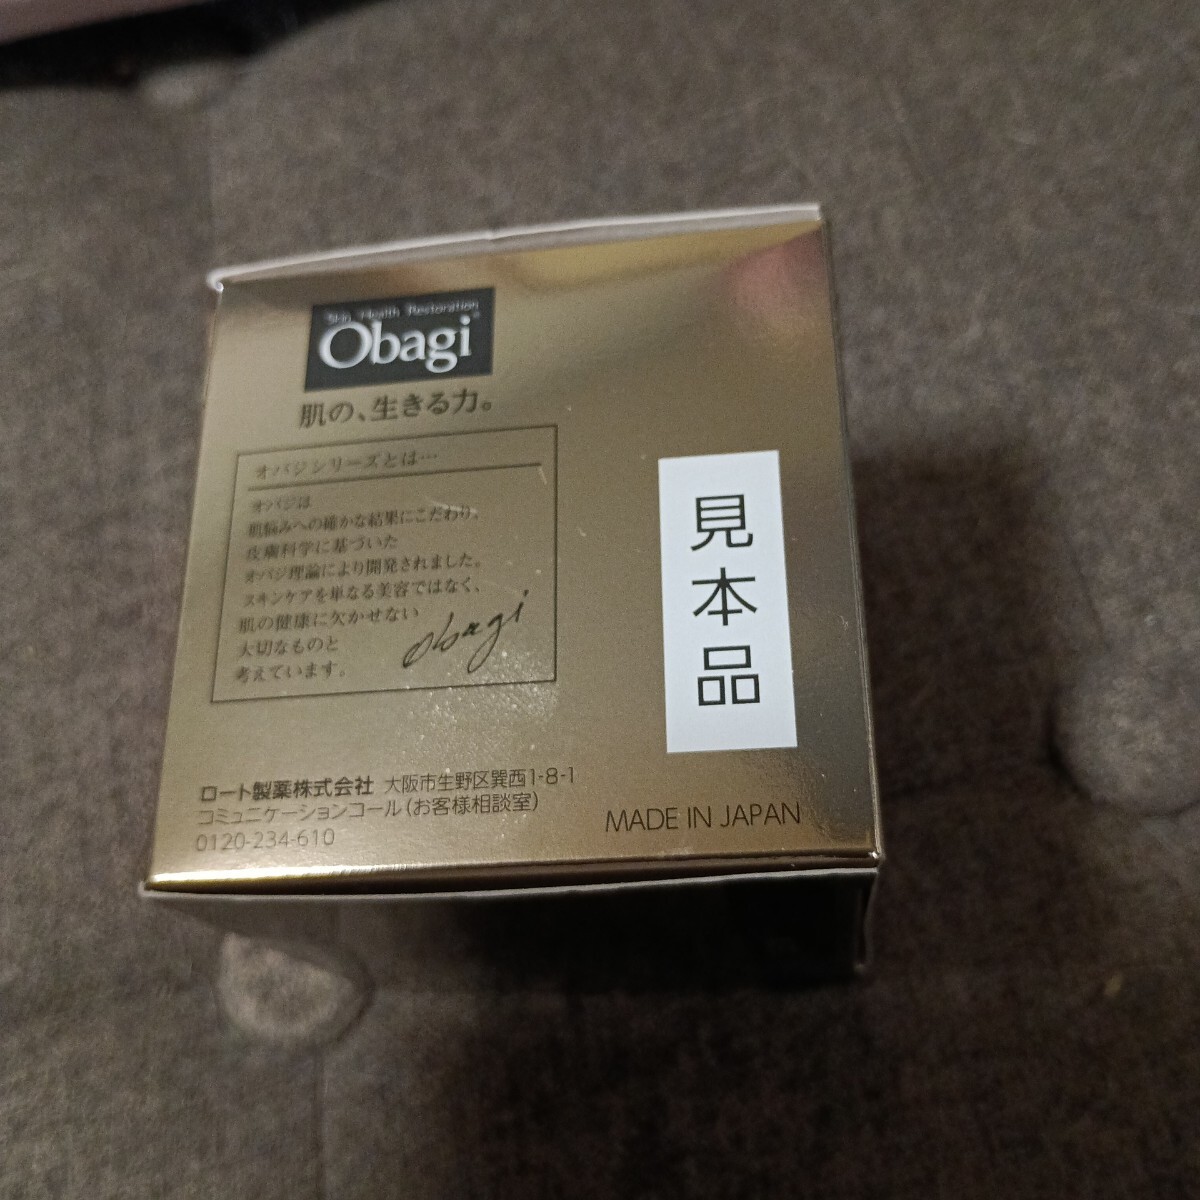 Skin Health Restoration
Obagi
肌の、生きる力。
オバジシリーズとは…
オバジは
肌悩みへの確かな結果にこだわり、
皮膚科学に基づいた
オバジ理論により開発されました。
スキンケアを単なる美容ではなく、
肌の健康に欠かせない
大切なものと
考えています。
Obagi
見本品
ロート製薬株式会社 大阪市生野区巽西1-8-1
コミュニケーションコール(お客様相談室)
0120-234-610
MADE IN JAPAN